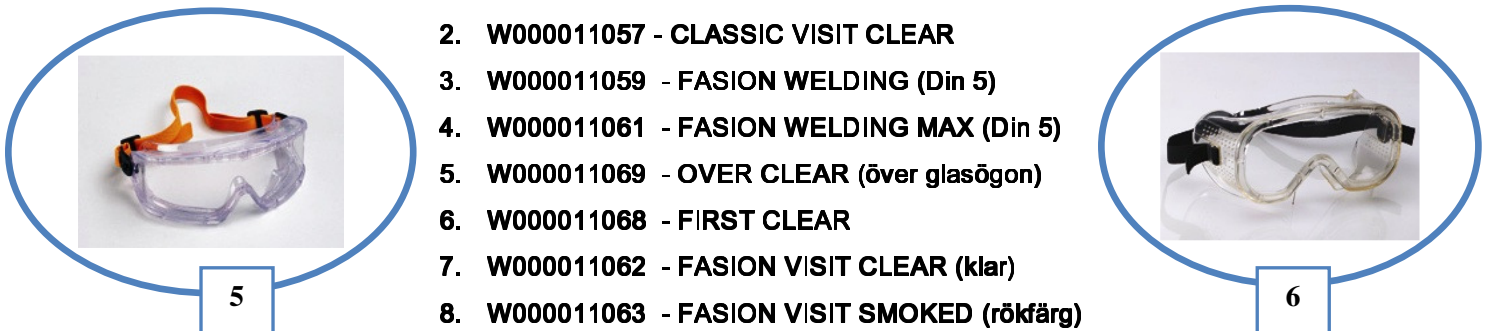 2. W000011057 - CLASSIC VISIT CLEAR
3. W000011059 - FASION WELDING (Din 5)
4. W000011061 - FASION WELDING MAX (Din 5)
5. W000011069 - OVER CLEAR (över glasögon)
6. W000011068 - FIRST CLEAR
7. W000011062 - FASION VISIT CLEAR (klar)
8. W000011063 - FASION VISIT SMOKED (rökfärg)
5
6